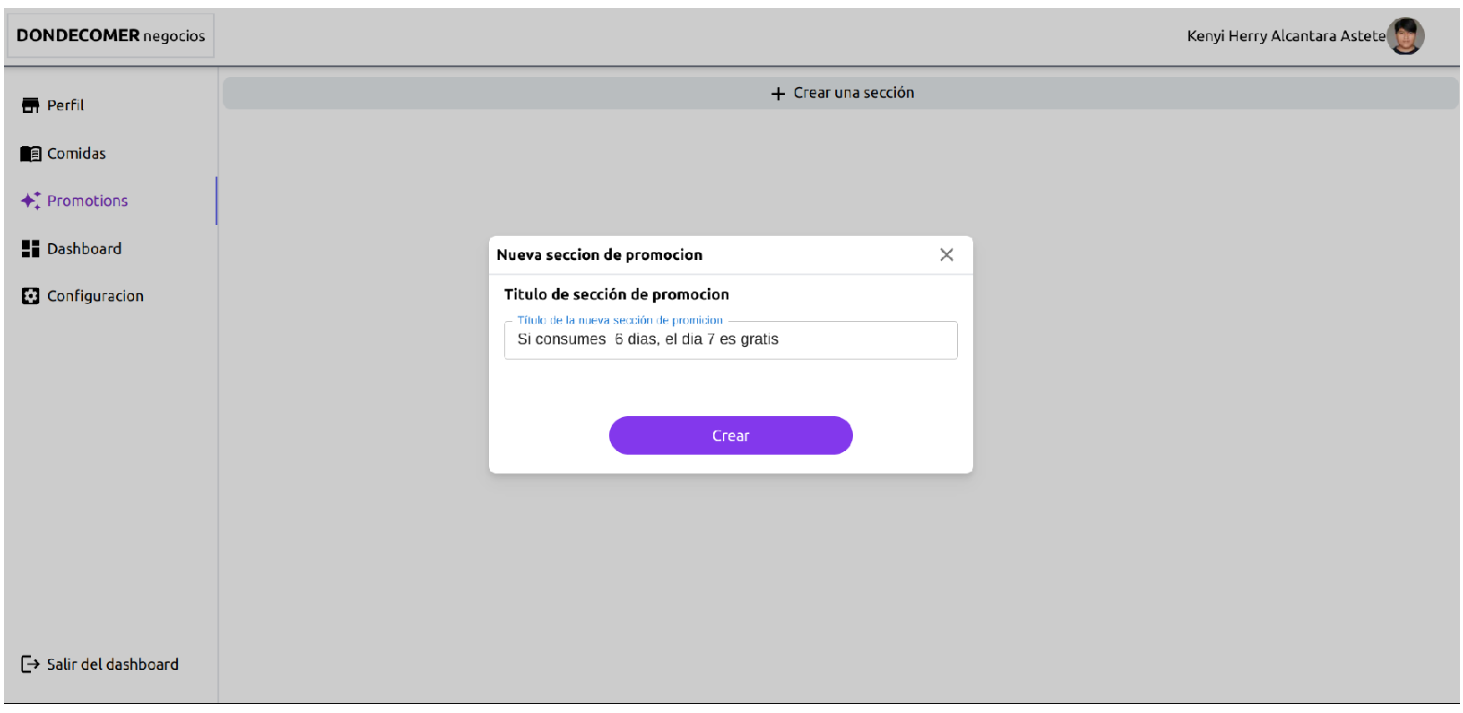 DONDECOMER negocios
Kenyi Herry Alcantara Astete
Perfil
Comidas
Promotions
Dashboard
Configuracion
Salir del dashboard
+ Crear una sección
Nueva seccion de promocion
Titulo de sección de promocion
Título de la nueva sección de promicion
Si consumes  6 dias, el dia 7 es gratis
Crear